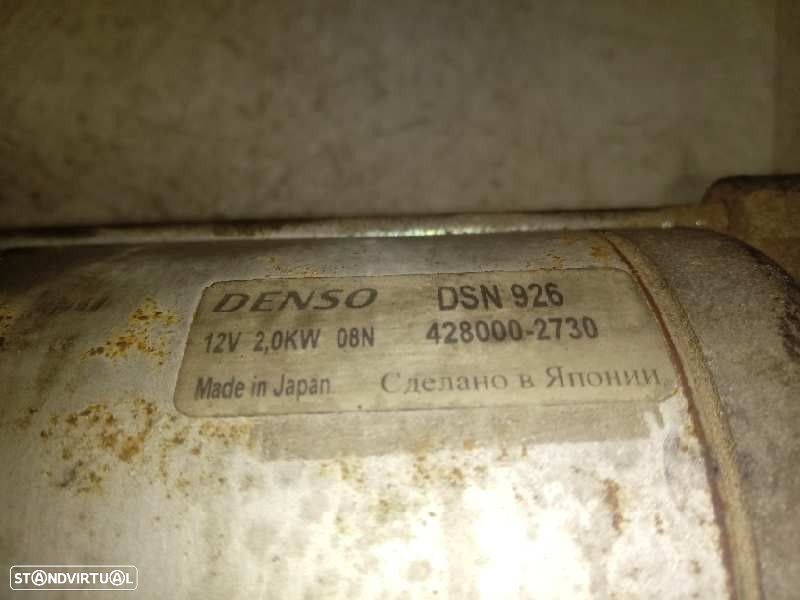 DENSO DSN 926
12V 2,0KW 08N 428000-2730
Made in Japan Сделано в Японии
STANDVIRTUAL